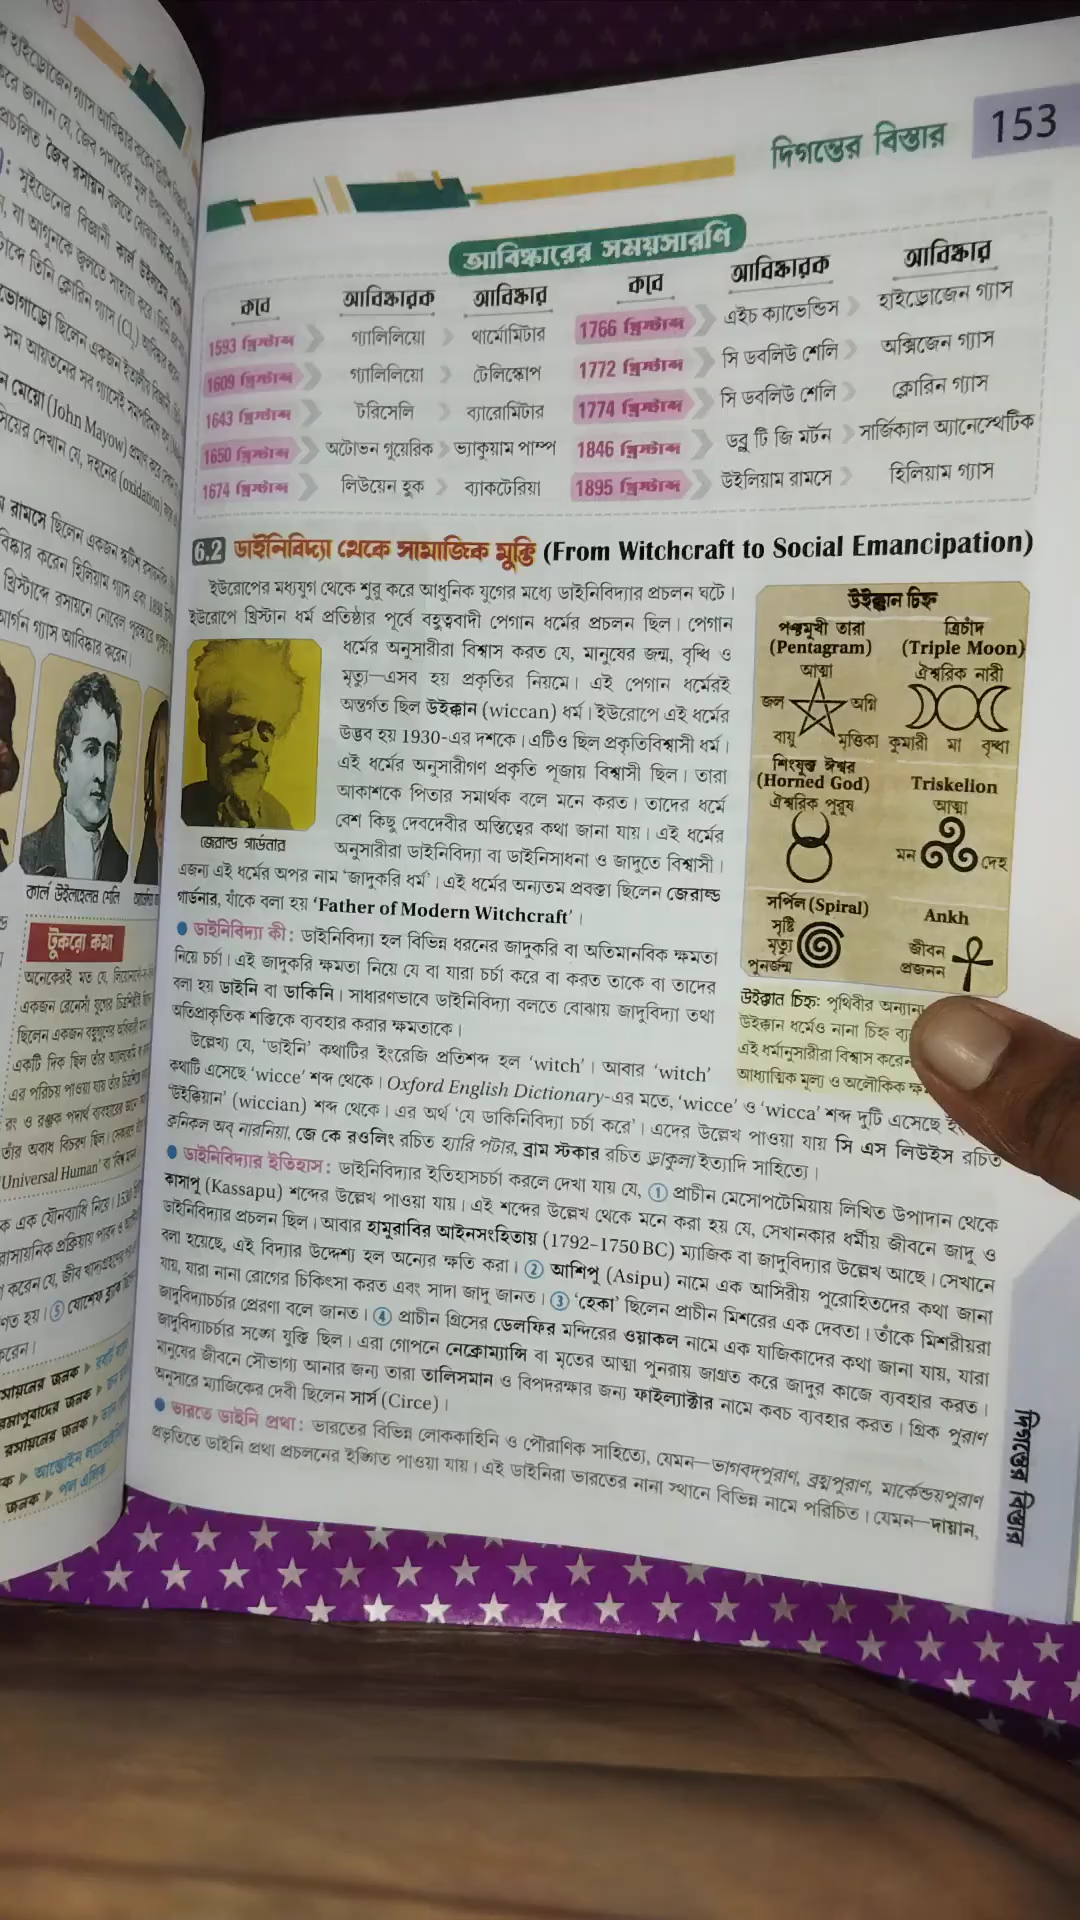 দিগন্তের বিস্তার 153
আবিষ্কারের সময়সারণি
কবে আবিষ্কারক আবিষ্কার কবে আবিষ্কারক আবিষ্কার
1593 খ্রিস্টাব্দ গ্যালিলিয়ো থার্মোমিটার 1766 খ্রিস্টাব্দ এইচ ক্যাভেন্ডিস হাইড্রোজেন গ্যাস
1609 খ্রিস্টাব্দ গ্যালিলিয়ো টেলিস্কোপ 1772 খ্রিস্টাব্দ সি ডবলিউ শেলি অক্সিজেন গ্যাস
1643 খ্রিস্টাব্দ টরিসেলি ব্যারোমিটার 1774 খ্রিস্টাব্দ সি ডবলিউ শেলি ক্লোরিন গ্যাস
1650 খ্রিস্টাব্দ অটোভন গুয়েরিক ভ্যাকুয়াম পাম্প 1846 খ্রিস্টাব্দ ডব্লু টি জি মর্টন সার্জিক্যাল অ্যানেস্থেটিক
1674 খ্রিস্টাব্দ লিউয়েন হুক ব্যাকটেরিয়া 1895 খ্রিস্টাব্দ উইলিয়াম রামসে হিলিয়াম গ্যাস
6.2 ডাইনিবিদ্যা থেকে সামাজিক মুক্তি (From Witchcraft to Social Emancipation)
ইউরোপের মধ্যযুগ থেকে শুরু করে আধুনিক যুগের মধ্যে ডাইনিবিদ্যার প্রচলন ঘটে।
ইউরোপে খ্রিস্টান ধর্ম প্রতিষ্ঠার পূর্বে বহুত্ববাদী পেগান ধর্মের প্রচলন ছিল। পেগান
ধর্মের অনুসারীরা বিশ্বাস করত যে, মানুষের জন্ম, বৃদ্ধি ও
মৃত্যু—এসব হয় প্রকৃতির নিয়মে। এই পেগান ধর্মেরই
অন্তর্গত ছিল উইক্কান (wiccan) ধর্ম। ইউরোপে এই ধর্মের
উদ্ভব হয় 1930-এর দশকে। এটিও ছিল প্রকৃতিবিশ্বাসী ধর্ম।
এই ধর্মের অনুসারীগণ প্রকৃতি পূজায় বিশ্বাসী ছিল। তারা
আকাশকে পিতার সমার্থক বলে মনে করত। তাদের ধর্মে
বেশ কিছু দেবদেবীর অস্তিত্বের কথা জানা যায়। এই ধর্মের
অনুসারীরা ডাইনিবিদ্যা বা ডাইনিসাধনা ও জাদুতে বিশ্বাসী।
জেরাল্ড গার্ডনার
এজন্য এই ধর্মের অপর নাম ‘জাদুকরি ধর্ম’। এই ধর্মের অন্যতম প্রবক্তা ছিলেন জেরাল্ড
গার্ডনার, যাঁকে বলা হয় ‘Father of Modern Witchcraft’।
উইক্কান চিহ্ন
পঞ্চমুখী তারা ত্রিচাঁদ
(Pentagram) (Triple Moon)
আত্মা ঐশ্বরিক নারী
জল অগ্নি
বায়ু মৃত্তিকা কুমারী মা বৃদ্ধা
শিংযুক্ত ঈশ্বর
(Horned God) Triskelion
ঐশ্বরিক পুরুষ আত্মা
মন দেহ
সর্পিল (Spiral) Ankh
সৃষ্টি
মৃত্যু জীবন
পুনর্জন্ম প্রজনন
উইক্কান চিহ্ন: পৃথিবীর অন্যান্য
উইক্কান ধর্মেও নানা চিহ্ন
এই ধর্মানুসারীরা বিশ্বাস করেন
আধ্যাত্মিক মূল্য ও অলৌকিক
● ডাইনিবিদ্যা কী: ডাইনিবিদ্যা হল বিভিন্ন ধরনের জাদুকরি বা অতিমানবিক ক্ষমতা
নিয়ে চর্চা। এই জাদুকরি ক্ষমতা নিয়ে যে বা যারা চর্চা করে বা করত তাকে বা তাদের
বলা হয় ডাইনি বা ডাকিনি। সাধারণভাবে ডাইনিবিদ্যা বলতে বোঝায় জাদুবিদ্যা তথা
অতিপ্রাকৃতিক শক্তিকে ব্যবহার করার ক্ষমতাকে।
উল্লেখ্য যে, ‘ডাইনি’ কথাটির ইংরেজি প্রতিশব্দ হল ‘witch’। আবার ‘witch’
কথাটি এসেছে ‘wicce’ শব্দ থেকে। Oxford English Dictionary-এর মতে, ‘wicce’ ও ‘wicca’ শব্দ দুটি এসেছে
‘উইক্কিয়ান’ (wiccian) শব্দ থেকে। এর অর্থ ‘যে ডাকিনিবিদ্যা চর্চা করে’। এদের উল্লেখ পাওয়া যায় সি এস লিউইস রচিত
ক্রনিকল অব্ নারনিয়া, জে কে রওলিং রচিত হ্যারি পটার, ব্রাম স্টকার রচিত ড্রাকুলা ইত্যাদি সাহিত্যে।
● ডাইনিবিদ্যার ইতিহাস: ডাইনিবিদ্যার ইতিহাসচর্চা করলে দেখা যায় যে, ① প্রাচীন মেসোপটেমিয়ায় লিখিত উপাদান থেকে
কাসাপু (Kassapu) শব্দের উল্লেখ পাওয়া যায়। এই শব্দের উল্লেখ থেকে মনে করা হয় যে, সেখানকার ধর্মীয় জীবনে জাদু ও
ডাইনিবিদ্যার প্রচলন ছিল। আবার হামুরাবির আইনসংহিতায় (1792–1750 BC) ম্যাজিক বা জাদুবিদ্যার উল্লেখ আছে। সেখানে
বলা হয়েছে, এই বিদ্যার উদ্দেশ্য হল অন্যের ক্ষতি করা। ② আশিপু (Asipu) নামে এক আসিরীয় পুরোহিতদের কথা জানা
যায়, যারা নানা রোগের চিকিৎসা করত এবং সাদা জাদু জানত। ③ ‘হেকা’ ছিলেন প্রাচীন মিশরের এক দেবতা। তাঁকে মিশরীয়রা
জাদুবিদ্যাচর্চার প্রেরণা বলে জানত। ④ প্রাচীন গ্রিসের ডেলফির মন্দিরের ওয়াকল নামে এক যাজিকাদের কথা জানা যায়, যারা
জাদুবিদ্যাচর্চার সঙ্গে যুক্তি ছিল। এরা গোপনে নেক্রোম্যান্সি বা মৃতের আত্মা পুনরায় জাগ্রত করে জাদুর কাজে ব্যবহার করত।
মানুষের জীবনে সৌভাগ্য আনার জন্য তারা তালিসমান ও বিপদরক্ষার জন্য ফাইল্যাক্টার নামে কবচ ব্যবহার করত। গ্রিক পুরাণ
অনুসারে ম্যাজিকের দেবী ছিলেন সার্স (Circe)।
● ভারতে ডাইনি প্রথা: ভারতের বিভিন্ন লোককাহিনি ও পৌরাণিক সাহিত্যে, যেমন—ভাগবদ্‌পুরাণ, ব্রহ্মপুরাণ, মার্কেন্ডয়পুরাণ
প্রভৃতিতে ডাইনি প্রথা প্রচলনের ইঙ্গিত পাওয়া যায়। এই ডাইনিরা ভারতের নানা স্থানে বিভিন্ন নামে পরিচিত। যেমন—দায়ান,
দিগন্তের বিস্তার
কার্ল উইলহেলম শেলি
টুকরো কথা